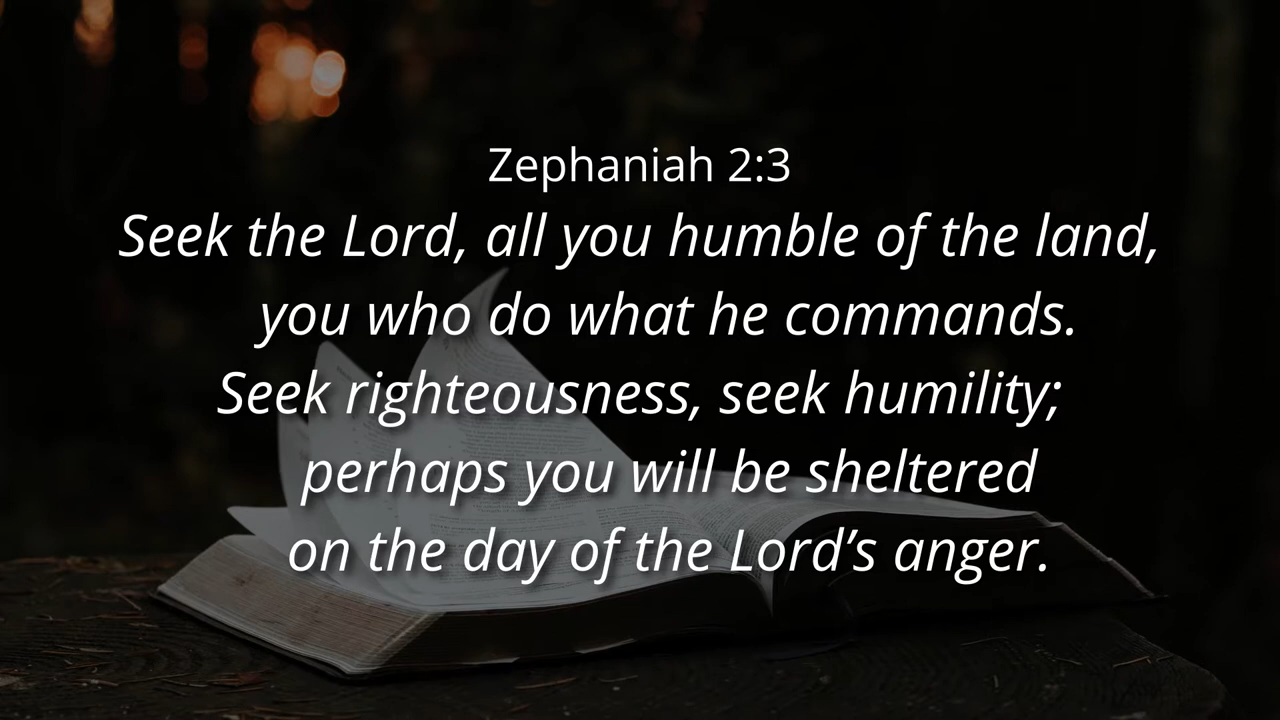 Zephaniah 2:3
Seek the Lord, all you humble of the land,
you who do what he commands.
Seek righteousness, seek humility;
perhaps you will be sheltered
on the day of the Lord’s anger.